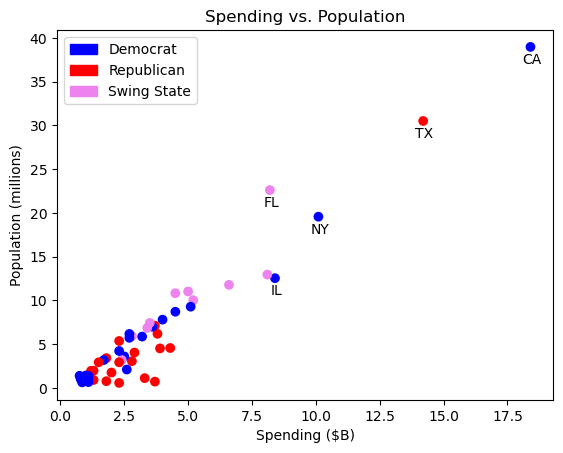 Spending vs. Population
40
35
30
25
20
15
10
5
0
Population (millions)
Democrat
Republican
Swing State
CA
TX
FL
NY
IL
0.0 2.5 5.0 7.5 10.0 12.5 15.0 17.5
Spending ($B)